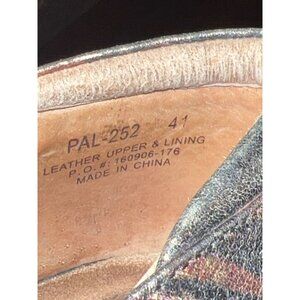 PAL-252 41
LEATHER UPPER & LINING
P.O.#: 160906-176
MADE IN CHINA